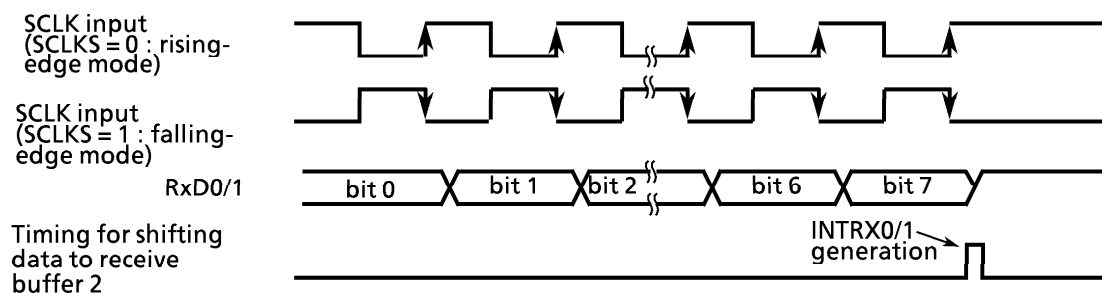 SCLK input
(SCLKS = 0 : rising-
edge mode)
SCLK input
(SCLKS = 1 : falling-
edge mode)
RxD0/1
bit 0
bit 1
bit 2
bit 6
bit 7
Timing for shifting
data to receive
buffer 2
INTRX0/1
generation